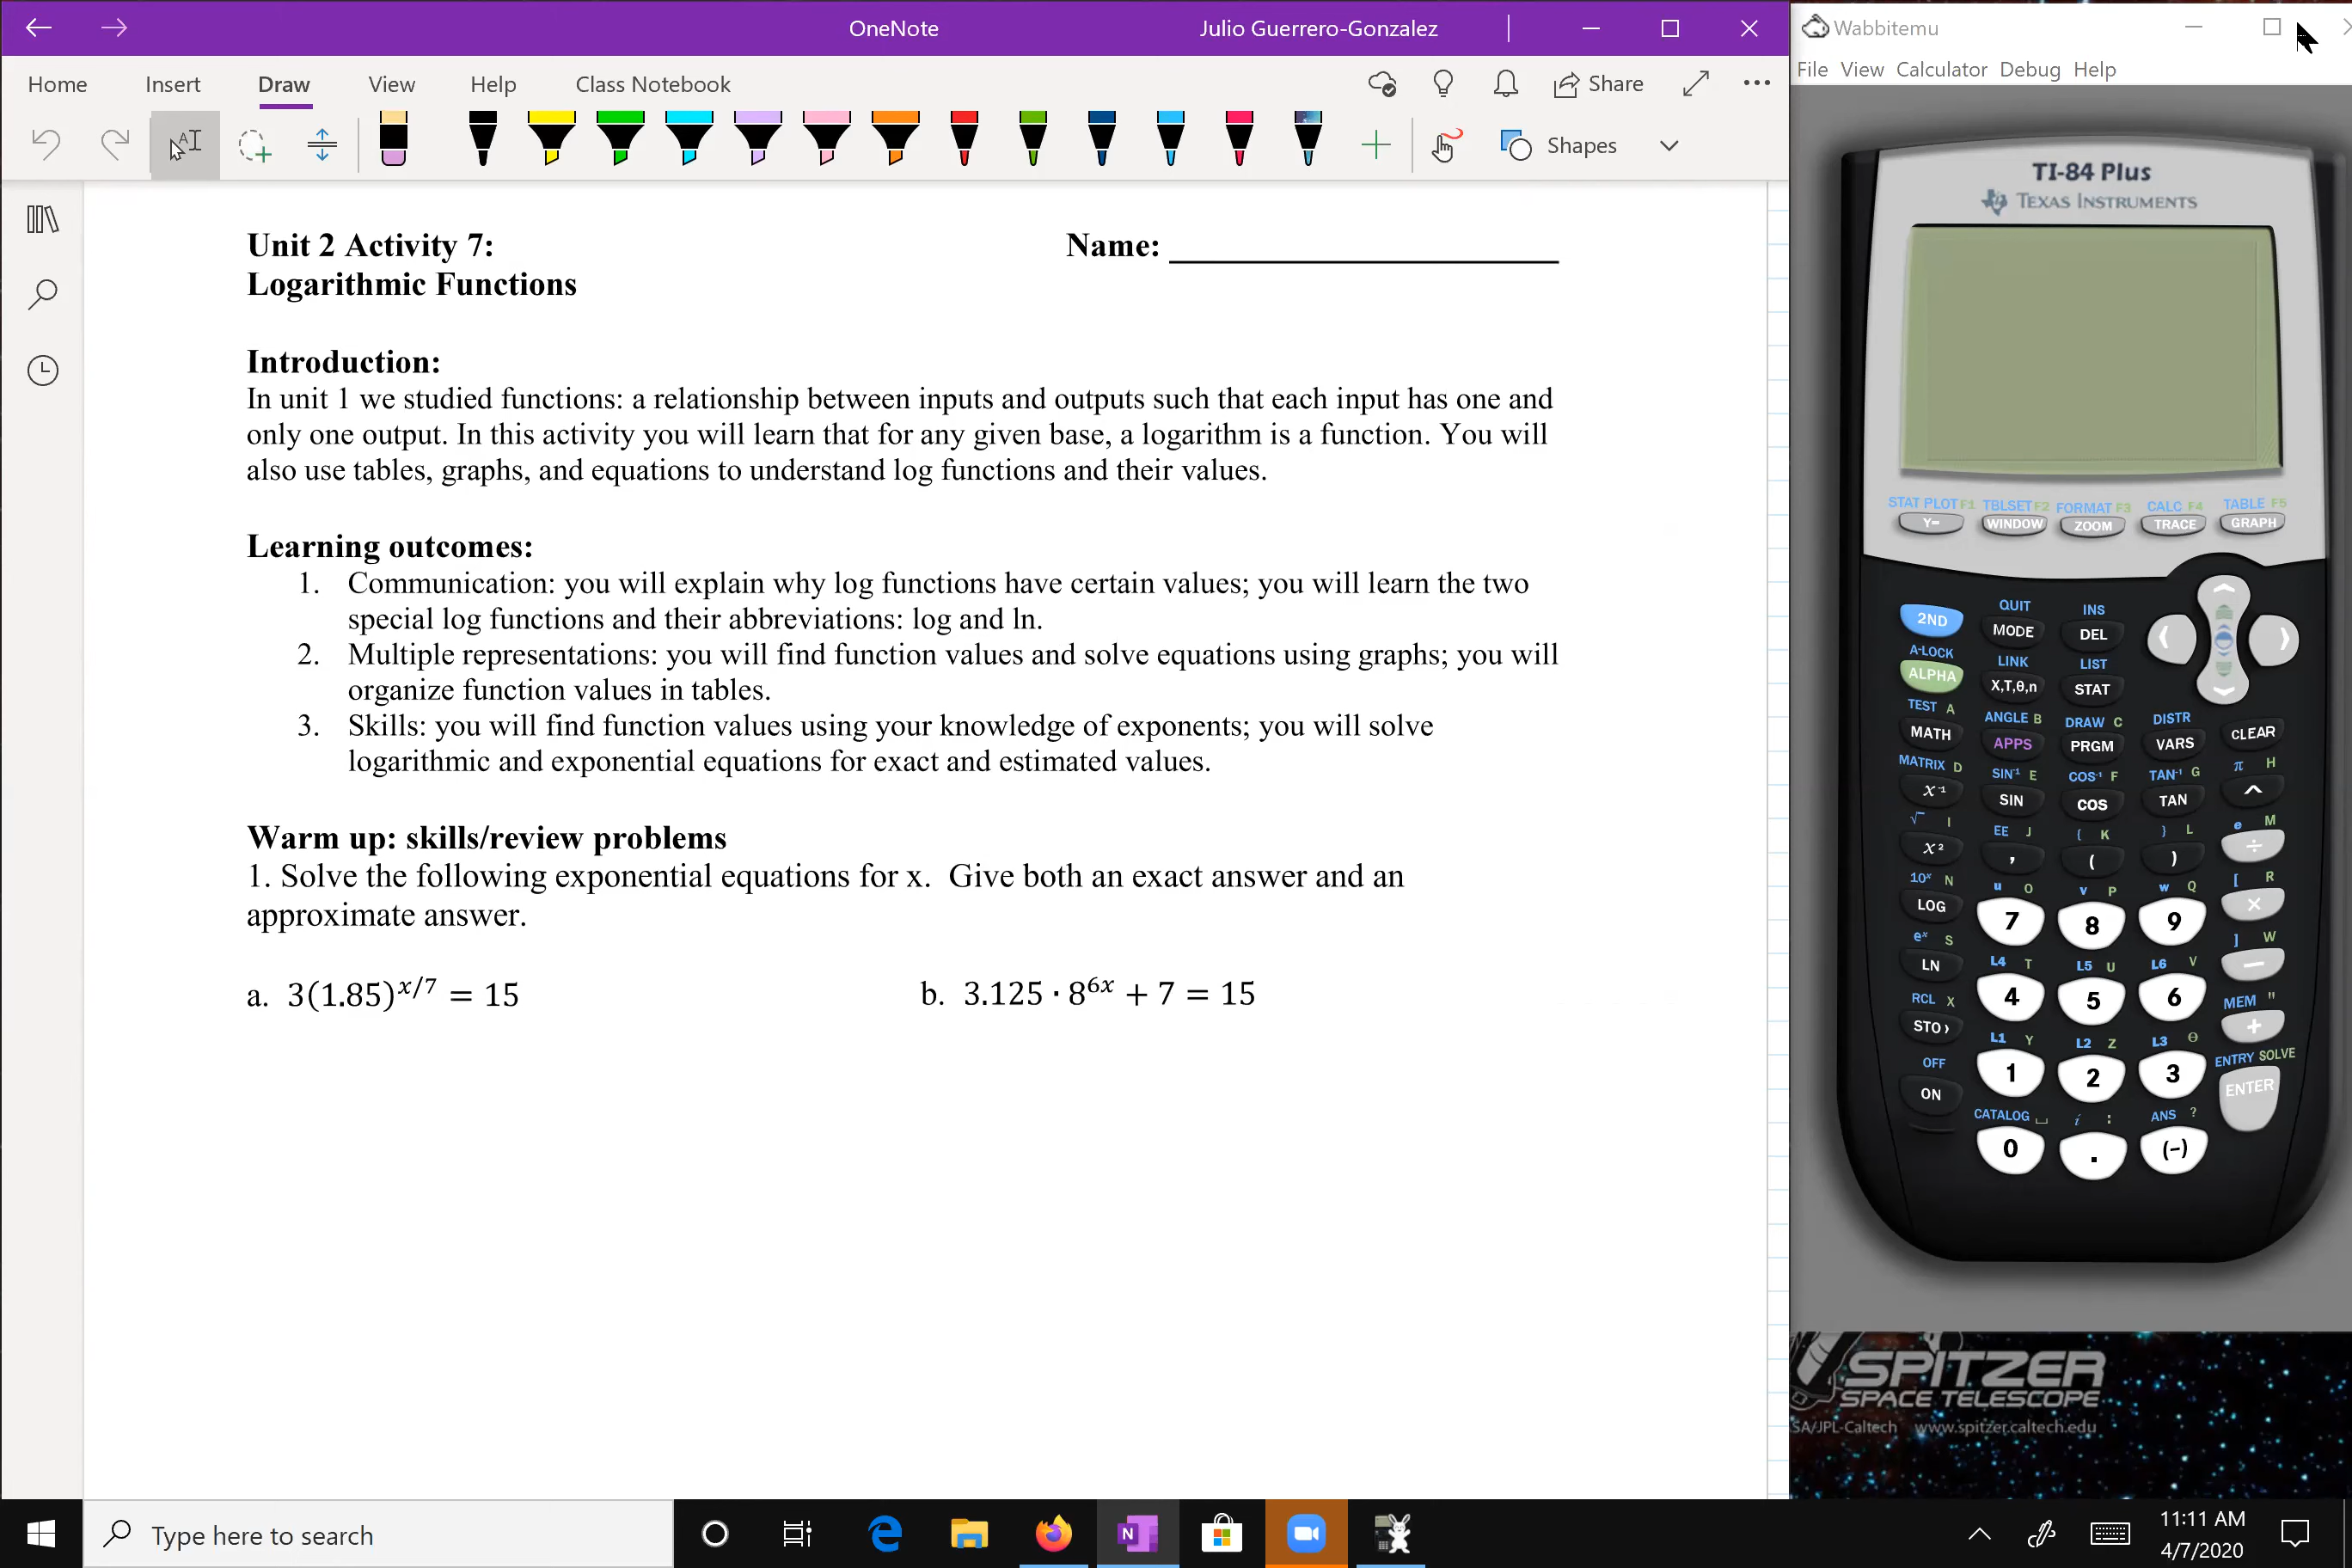 OneNote
Julio Guerrero-Gonzalez
Home Insert Draw View Help Class Notebook Share
Shapes
Unit 2 Activity 7: Name:
Logarithmic Functions
Introduction:
In unit 1 we studied functions: a relationship between inputs and outputs such that each input has one and
only one output. In this activity you will learn that for any given base, a logarithm is a function. You will
also use tables, graphs, and equations to understand log functions and their values.
Learning outcomes:
1. Communication: you will explain why log functions have certain values; you will learn the two
special log functions and their abbreviations: log and ln.
2. Multiple representations: you will find function values and solve equations using graphs; you will
organize function values in tables.
3. Skills: you will find function values using your knowledge of exponents; you will solve
logarithmic and exponential equations for exact and estimated values.
Warm up: skills/review problems
1. Solve the following exponential equations for x. Give both an exact answer and an
approximate answer.
a. 3(1.85)^{x/7} = 15 b. 3.125 · 8^{6x} + 7 = 15
Wabbitemu
File View Calculator Debug Help
TI-84 Plus
TEXAS INSTRUMENTS
STAT PLOT F1 TBLSET F2 FORMAT F3 CALC F4 TABLE F5
Y= WINDOW ZOOM TRACE GRAPH
QUIT INS
2ND MODE DEL
A-LOCK LINK LIST
ALPHA X,T,θ,n STAT
TEST A ANGLE B DRAW C DISTR
MATH APPS PRGM VARS CLEAR
MATRIX D SIN⁻¹ E COS⁻¹ F TAN⁻¹ G π H
x⁻¹ SIN COS TAN ^
√ I EE J { K } L e M
x² , ( ) ÷
10ˣ N u O v P w Q [ R
LOG 7 8 9 ×
eˣ S L4 T L5 U L6 V ] W
LN 4 5 6 −
RCL X L1 Y L2 Z L3 θ MEM "
STO› 1 2 3 +
OFF ENTRY SOLVE
ON ENTER
CATALOG ⎵ i : ANS ?
0 . (-)
SPITZER
SPACE TELESCOPE
SA/JPL-Caltech www.spitzer.caltech.edu
Type here to search
11:11 AM
4/7/2020